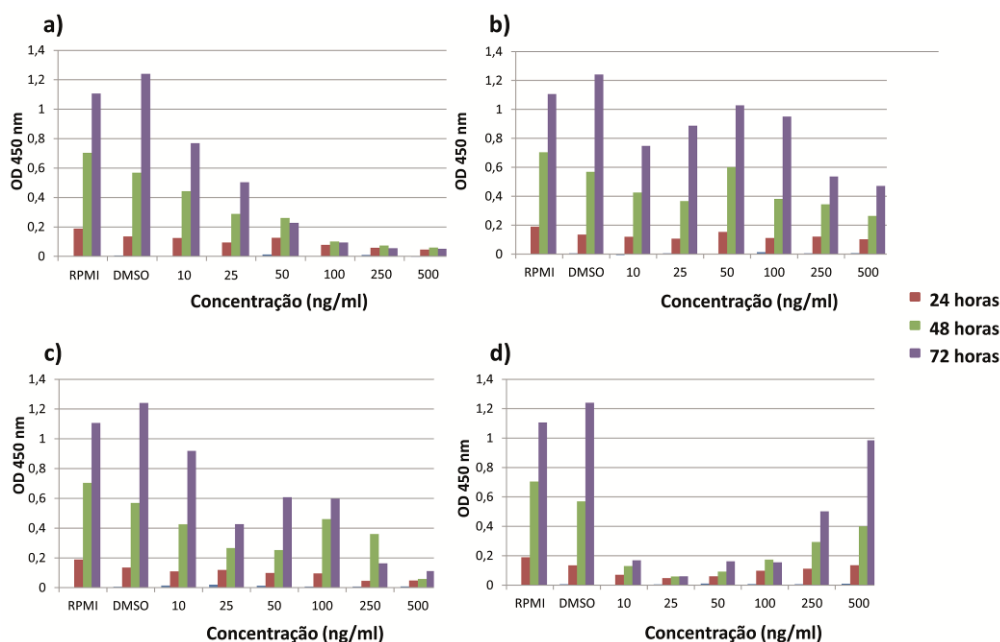 a)
1,4
1,2
1
0,8
0,6
0,4
0,2
0
OD 450 nm
RPMI DMSO 10 25 50 100 250 500
Concentração (ng/ml)
b)
1,4
1,2
1
0,8
0,6
0,4
0,2
0
OD 450 nm
RPMI DMSO 10 25 50 100 250 500
Concentração (ng/ml)
24 horas
48 horas
72 horas
c)
1,4
1,2
1
0,8
0,6
0,4
0,2
0
OD 450 nm
RPMI DMSO 10 25 50 100 250 500
Concentração (ng/ml)
d)
1,4
1,2
1
0,8
0,6
0,4
0,2
0
OD 450 nm
RPMI DMSO 10 25 50 100 250 500
Concentração (ng/ml)